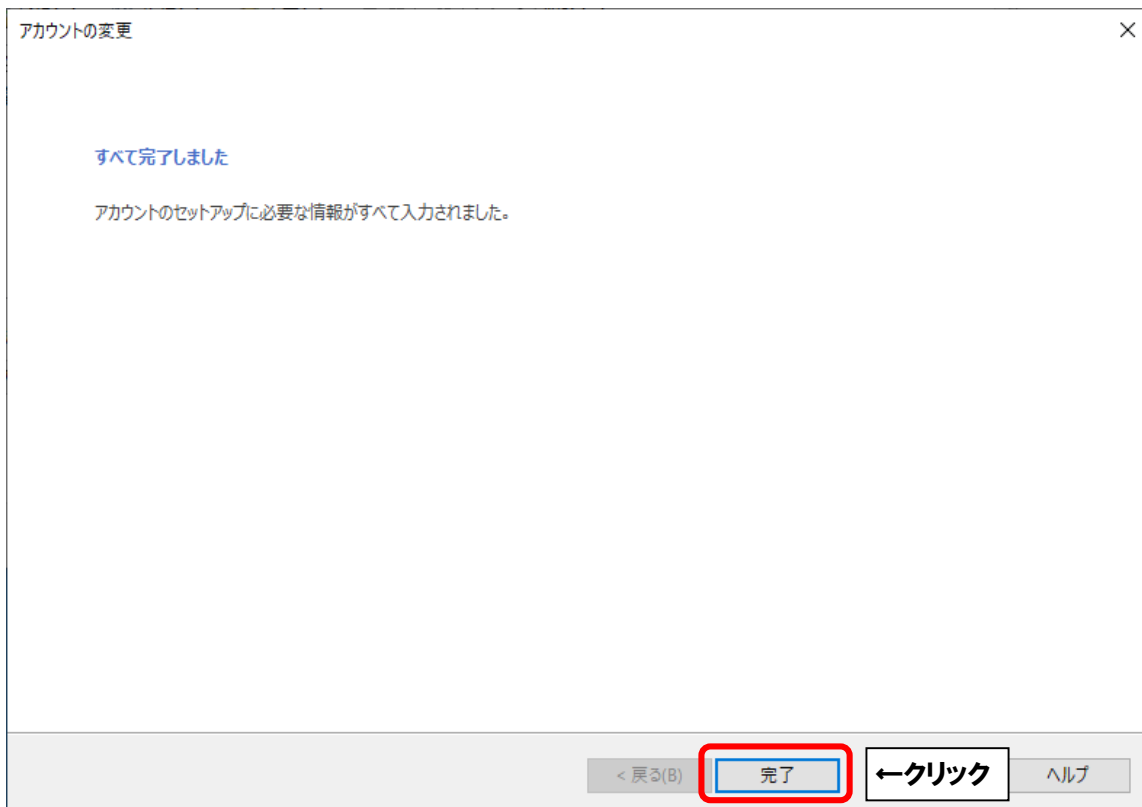 アカウントの変更
すべて完了しました
アカウントのセットアップに必要な情報がすべて入力されました。
< 戻る(B)
完了
←クリック
ヘルプ